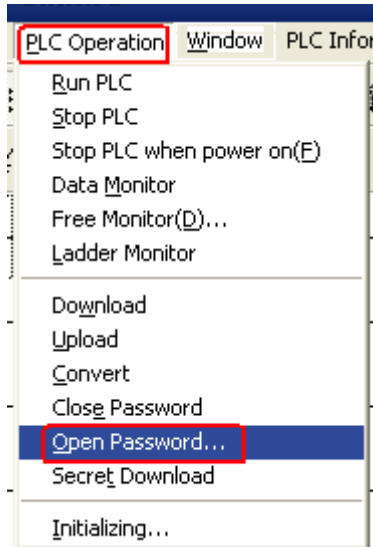 PLC Operation Window PLC Infor
Run PLC
Stop PLC
Stop PLC when power on(F)
Data Monitor
Free Monitor(D)...
Ladder Monitor
Download
Upload
Convert
Close Password
Open Password...
Secret Download
Initializing...